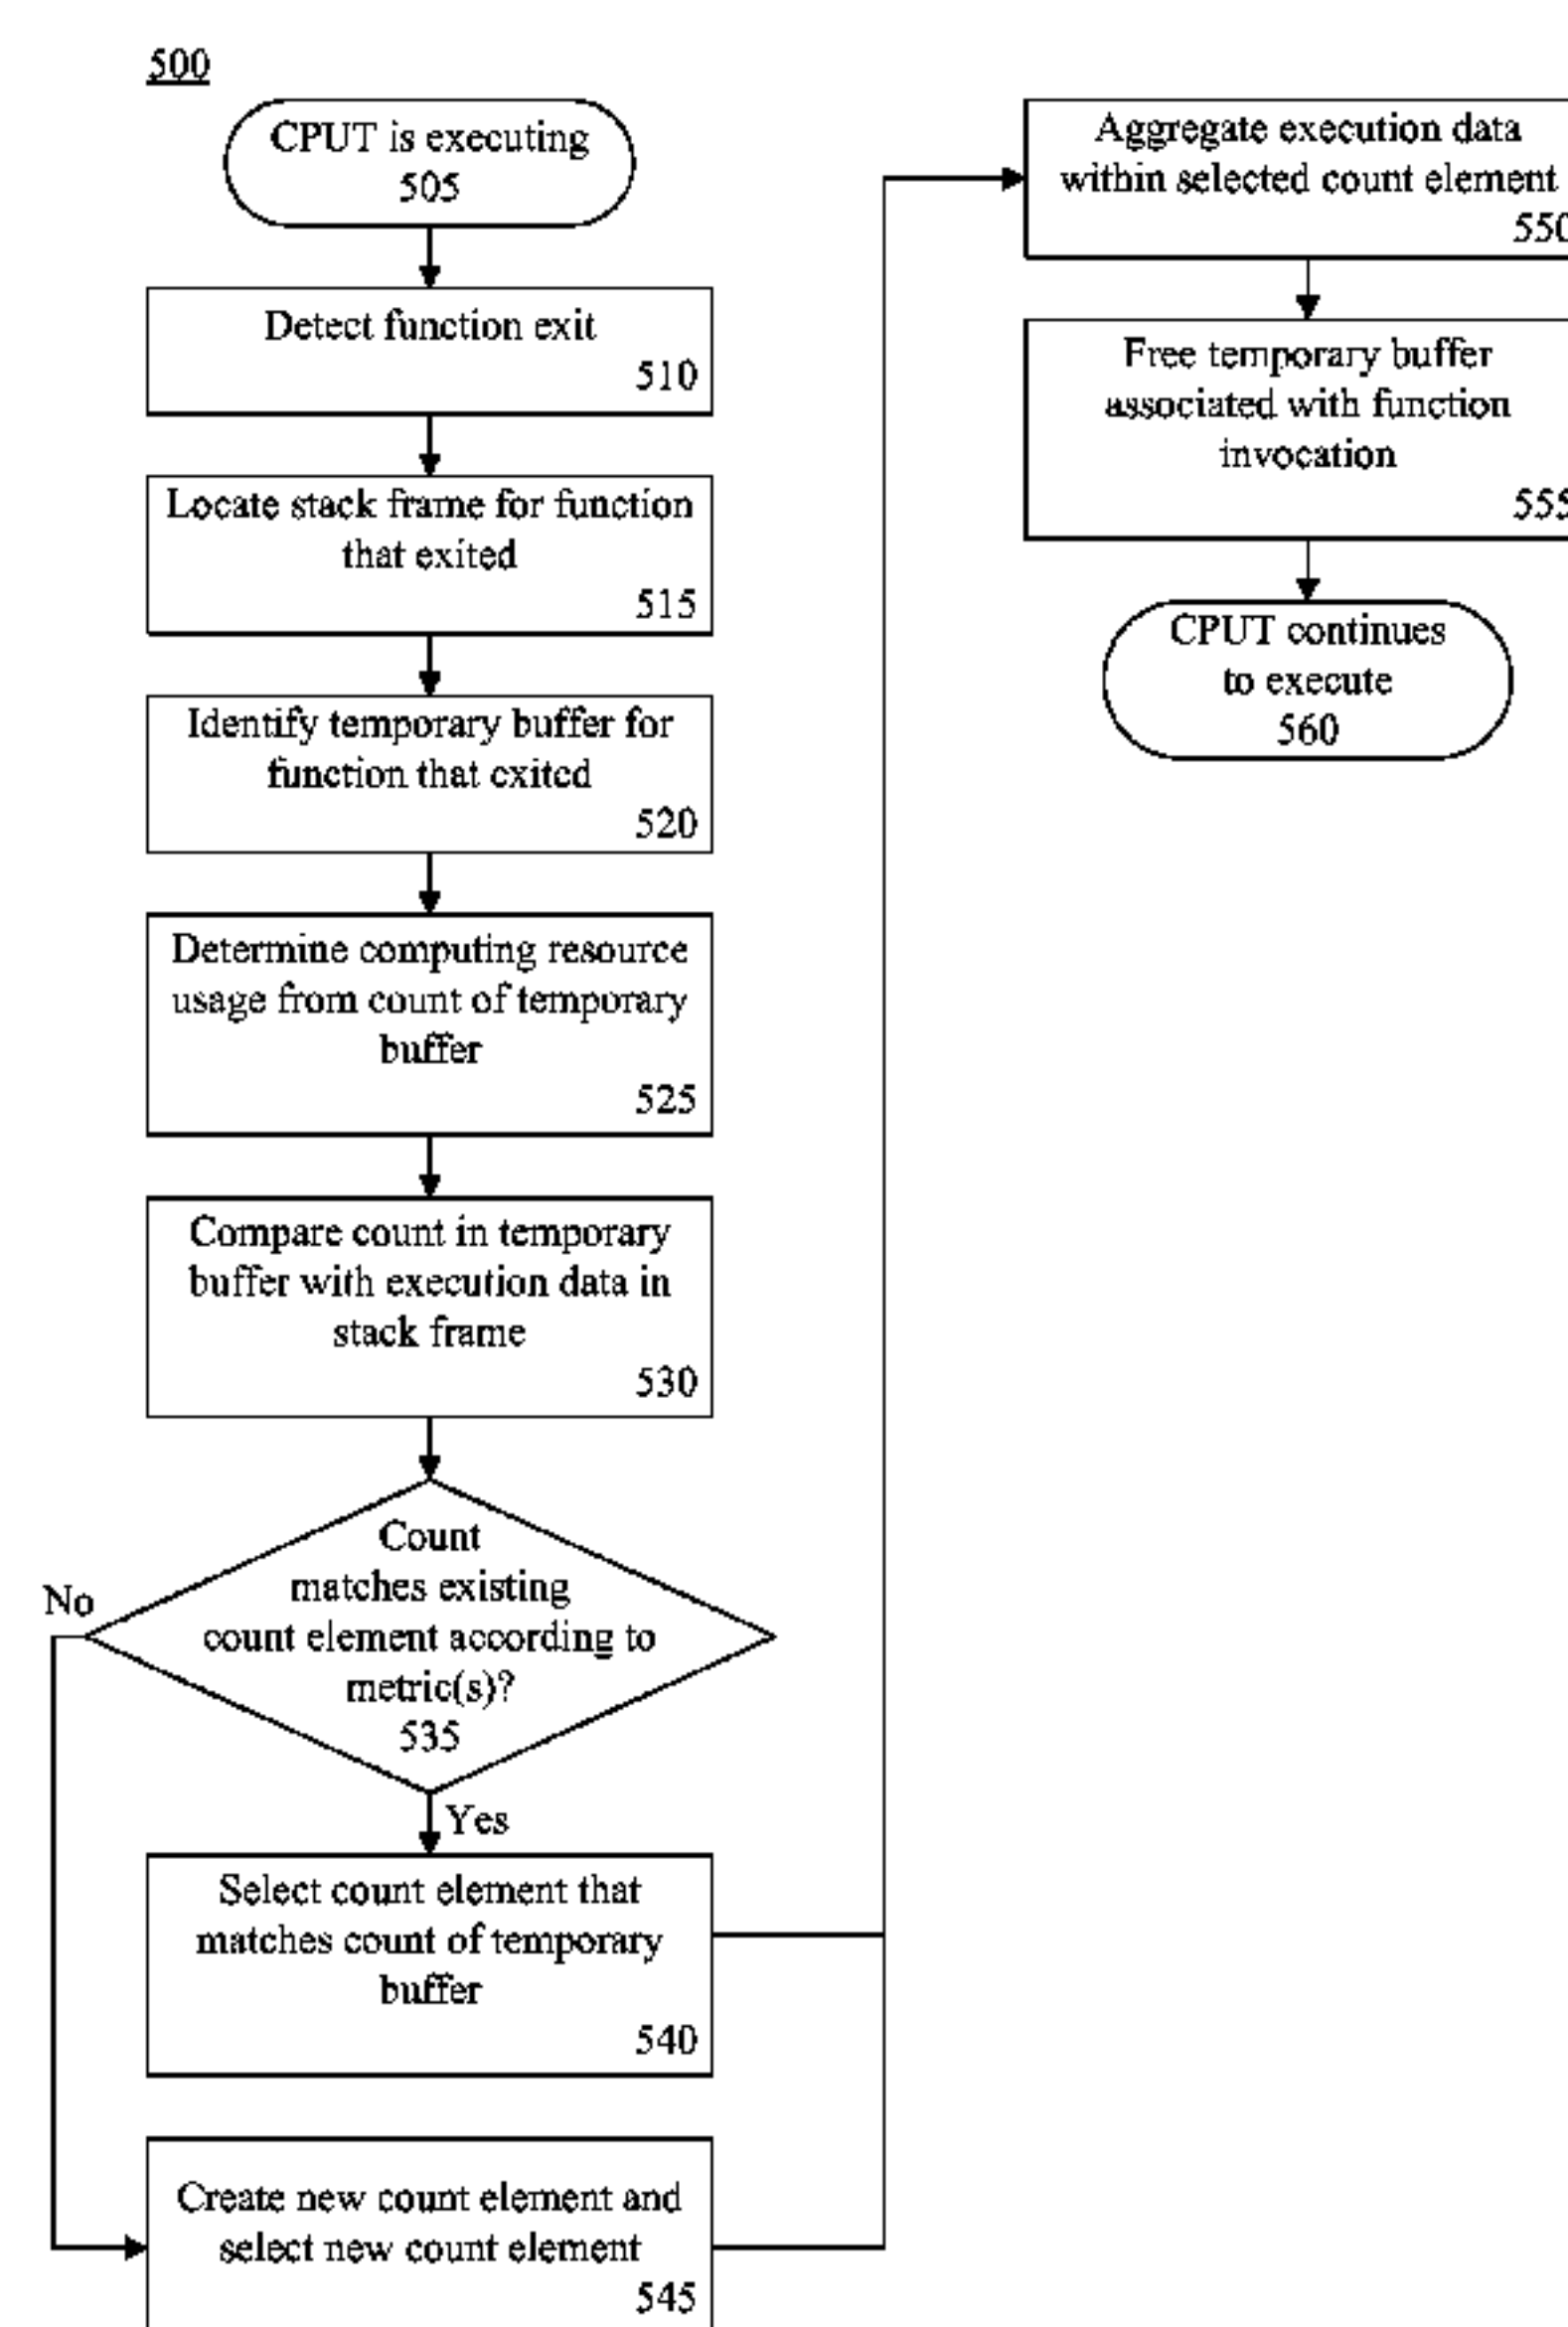 500
CPUT is executing
505
Detect function exit
510
Locate stack frame for function
that exited
515
Identify temporary buffer for
function that exited
520
Determine computing resource
usage from count of temporary
buffer
525
Compare count in temporary
buffer with execution data in
stack frame
530
Count
matches existing
count element according to
metric(s)?
535
No
Yes
Select count element that
matches count of temporary
buffer
540
Create new count element and
select new count element
545
Aggregate execution data
within selected count element
550
Free temporary buffer
associated with function
invocation
555
CPUT continues
to execute
560